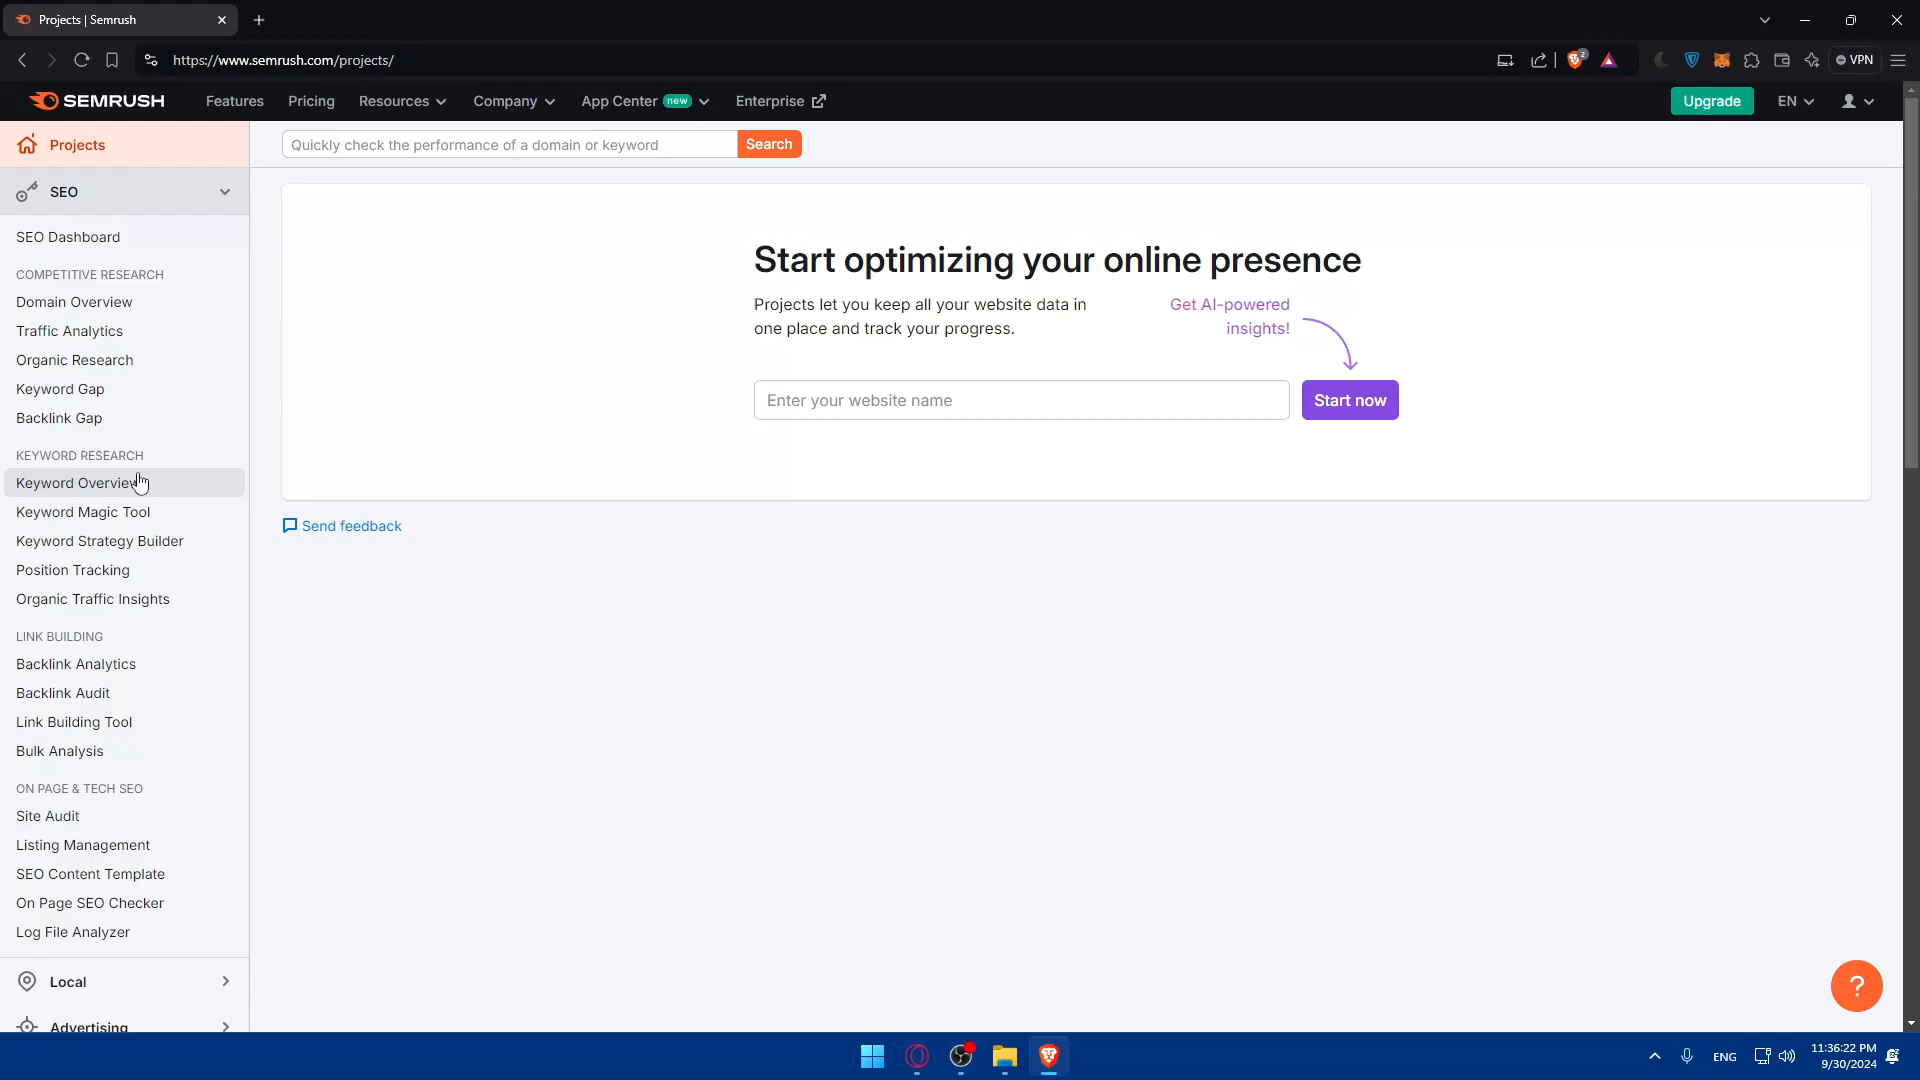 Projects | Semrush
https://www.semrush.com/projects/
2
VPN
SEMRUSH
Features
Pricing
Resources
Company
App Center new
Enterprise
Upgrade
EN
Projects
Quickly check the performance of a domain or keyword
Search
SEO
SEO Dashboard
COMPETITIVE RESEARCH
Domain Overview
Traffic Analytics
Organic Research
Keyword Gap
Backlink Gap
KEYWORD RESEARCH
Keyword Overview
Keyword Magic Tool
Keyword Strategy Builder
Position Tracking
Organic Traffic Insights
LINK BUILDING
Backlink Analytics
Backlink Audit
Link Building Tool
Bulk Analysis
ON PAGE & TECH SEO
Site Audit
Listing Management
SEO Content Template
On Page SEO Checker
Log File Analyzer
Local
Advertising
Start optimizing your online presence
Projects let you keep all your website data in
one place and track your progress.
Get AI-powered
insights!
Enter your website name
Start now
Send feedback
?
ENG
11:36:22 PM
9/30/2024